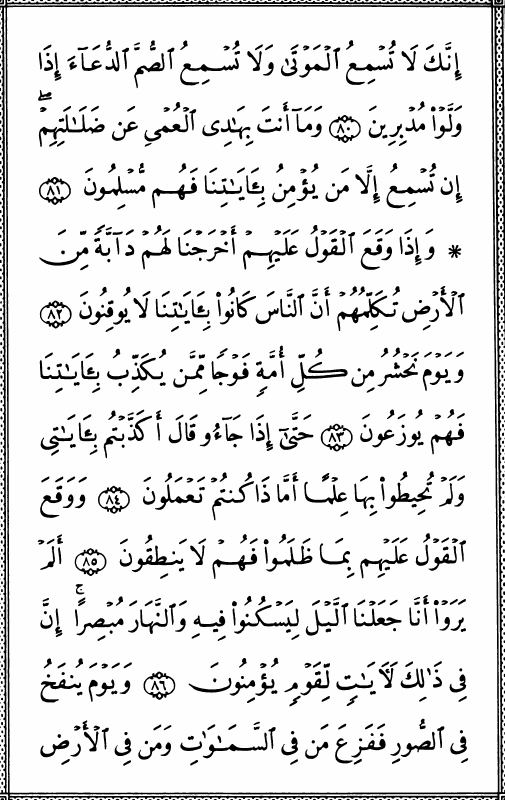 إِنَّكَ لَا تُسْمِعُ ٱلْمَوْتَىٰ وَلَا تُسْمِعُ ٱلصُّمَّ ٱلدُّعَآءَ إِذَا
وَلَّوْا۟ مُدْبِرِينَ ﴿٨٠﴾ وَمَآ أَنتَ بِهَـٰدِى ٱلْعُمْىِ عَن ضَلَـٰلَتِهِمْ ۖ
إِن تُسْمِعُ إِلَّا مَن يُؤْمِنُ بِـَٔايَـٰتِنَا فَهُم مُّسْلِمُونَ ﴿٨١﴾
* وَإِذَا وَقَعَ ٱلْقَوْلُ عَلَيْهِمْ أَخْرَجْنَا لَهُمْ دَآبَّةً مِّنَ
ٱلْأَرْضِ تُكَلِّمُهُمْ أَنَّ ٱلنَّاسَ كَانُوا۟ بِـَٔايَـٰتِنَا لَا يُوقِنُونَ ﴿٨٢﴾
وَيَوْمَ نَحْشُرُ مِن كُلِّ أُمَّةٍ فَوْجًا مِّمَّن يُكَذِّبُ بِـَٔايَـٰتِنَا
فَهُمْ يُوزَعُونَ ﴿٨٣﴾ حَتَّىٰٓ إِذَا جَآءُو قَالَ أَكَذَّبْتُم بِـَٔايَـٰتِى
وَلَمْ تُحِيطُوا۟ بِهَا عِلْمًا أَمَّاذَا كُنتُمْ تَعْمَلُونَ ﴿٨٤﴾ وَوَقَعَ
ٱلْقَوْلُ عَلَيْهِم بِمَا ظَلَمُوا۟ فَهُمْ لَا يَنطِقُونَ ﴿٨٥﴾ أَلَمْ
يَرَوْا۟ أَنَّا جَعَلْنَا ٱلَّيْلَ لِيَسْكُنُوا۟ فِيهِ وَٱلنَّهَارَ مُبْصِرًا ۚ إِنَّ
فِى ذَٰلِكَ لَـَٔايَـٰتٍ لِّقَوْمٍ يُؤْمِنُونَ ﴿٨٦﴾ وَيَوْمَ يُنفَخُ
فِى ٱلصُّورِ فَفَزِعَ مَن فِى ٱلسَّمَـٰوَٰتِ وَمَن فِى ٱلْأَرْضِ